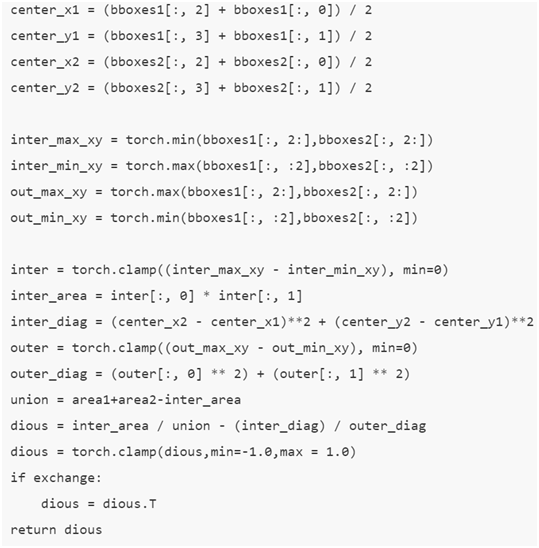 center_x1 = (bboxes1[:, 2] + bboxes1[:, 0]) / 2
center_y1 = (bboxes1[:, 3] + bboxes1[:, 1]) / 2
center_x2 = (bboxes2[:, 2] + bboxes2[:, 0]) / 2
center_y2 = (bboxes2[:, 3] + bboxes2[:, 1]) / 2
inter_max_xy = torch.min(bboxes1[:, 2:],bboxes2[:, 2:])
inter_min_xy = torch.max(bboxes1[:, :2],bboxes2[:, :2])
out_max_xy = torch.max(bboxes1[:, 2:],bboxes2[:, 2:])
out_min_xy = torch.min(bboxes1[:, :2],bboxes2[:, :2])
inter = torch.clamp((inter_max_xy - inter_min_xy), min=0)
inter_area = inter[:, 0] * inter[:, 1]
inter_diag = (center_x2 - center_x1)**2 + (center_y2 - center_y1)**2
outer = torch.clamp((out_max_xy - out_min_xy), min=0)
outer_diag = (outer[:, 0] ** 2) + (outer[:, 1] ** 2)
union = area1+area2-inter_area
dious = inter_area / union - (inter_diag) / outer_diag
dious = torch.clamp(dious,min=-1.0,max = 1.0)
if exchange:
    dious = dious.T
return dious